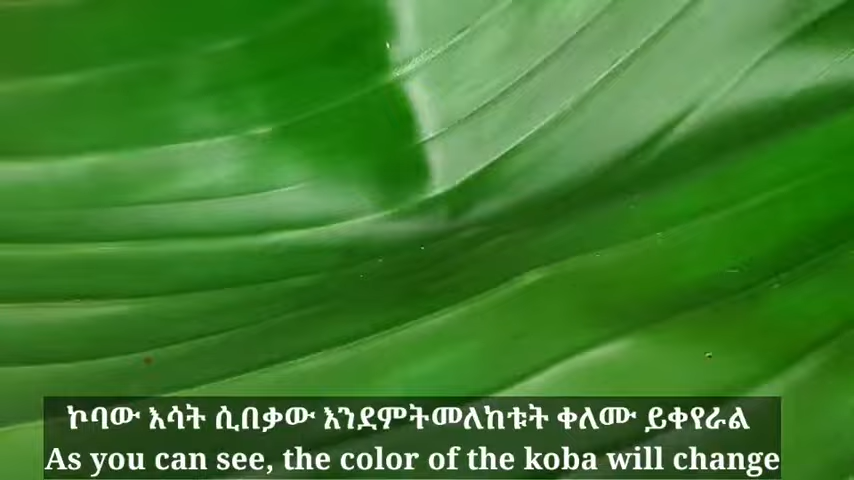 ኮባው እሳት ሲበቃው እንደምትመለከቱት ቀለሙ ይቀየራል
As you can see, the color of the koba will change